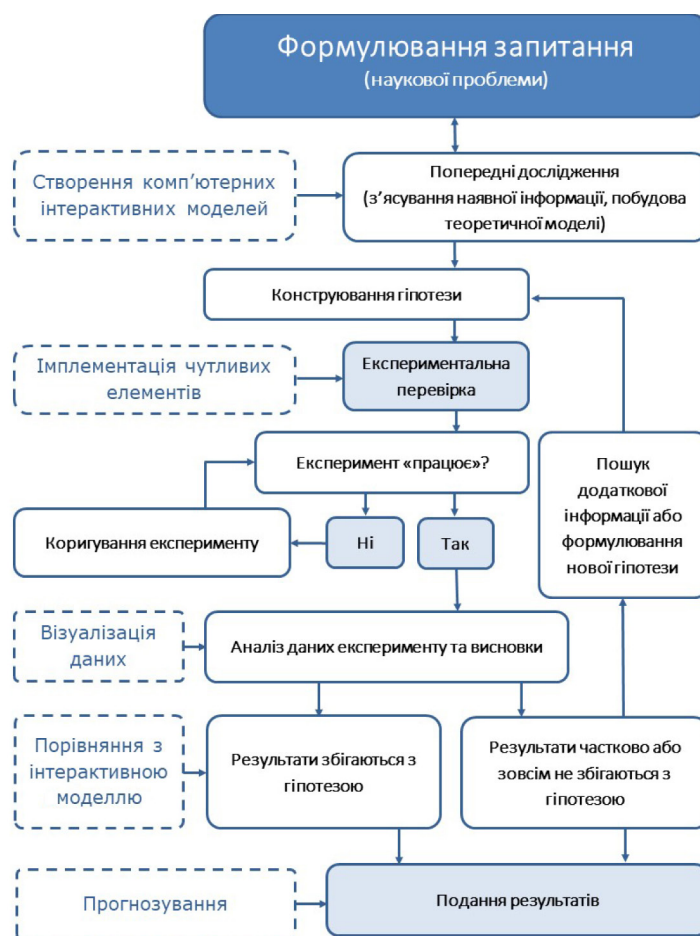 Формулювання запитання
(наукової проблеми)
Створення комп’ютерних
інтерактивних моделей
Попередні дослідження
(з’ясування наявної інформації, побудова
теоретичної моделі)
Конструювання гіпотези
Імплементація чутливих
елементів
Експериментальна
перевірка
Експеримент «працює»?
Пошук
додаткової
інформації або
формулювання
нової гіпотези
Коригування експерименту
Ні
Так
Візуалізація
даних
Аналіз даних експерименту та висновки
Порівняння з
інтерактивною
моделлю
Результати збігаються з
гіпотезою
Результати частково або
зовсім не збігаються з
гіпотезою
Прогнозування
Подання результатів